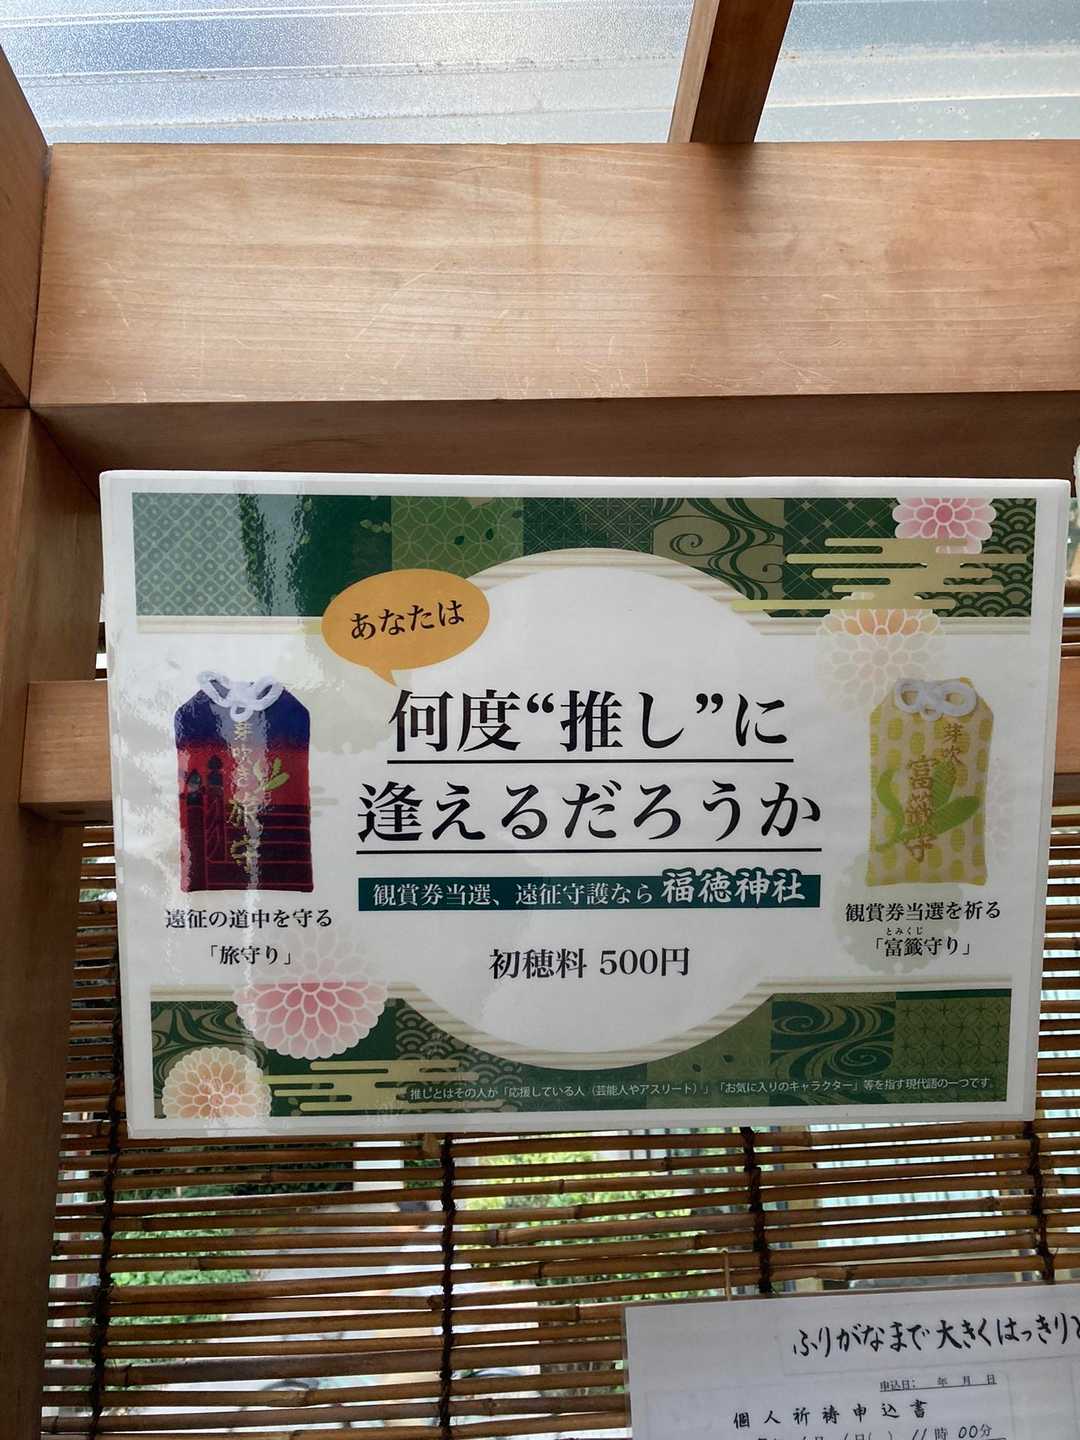 あなたは
何度“推し”に
逢えるだろうか
観賞券当選、遠征守護なら 福徳神社
初穂料 500円
芽吹き
旅守
遠征の道中を守る
「旅守り」
芽吹
富籤守
観賞券当選を祈る
とみくじ
「富籤守り」
推しとはその人が「応援している人（芸能人やアスリート）」「お気に入りのキャラクター」等を指す現代語の一つです。
ふりがなまで大きくはっきりと
申込日: 年 月 日
個人祈祷申込書
11時00分